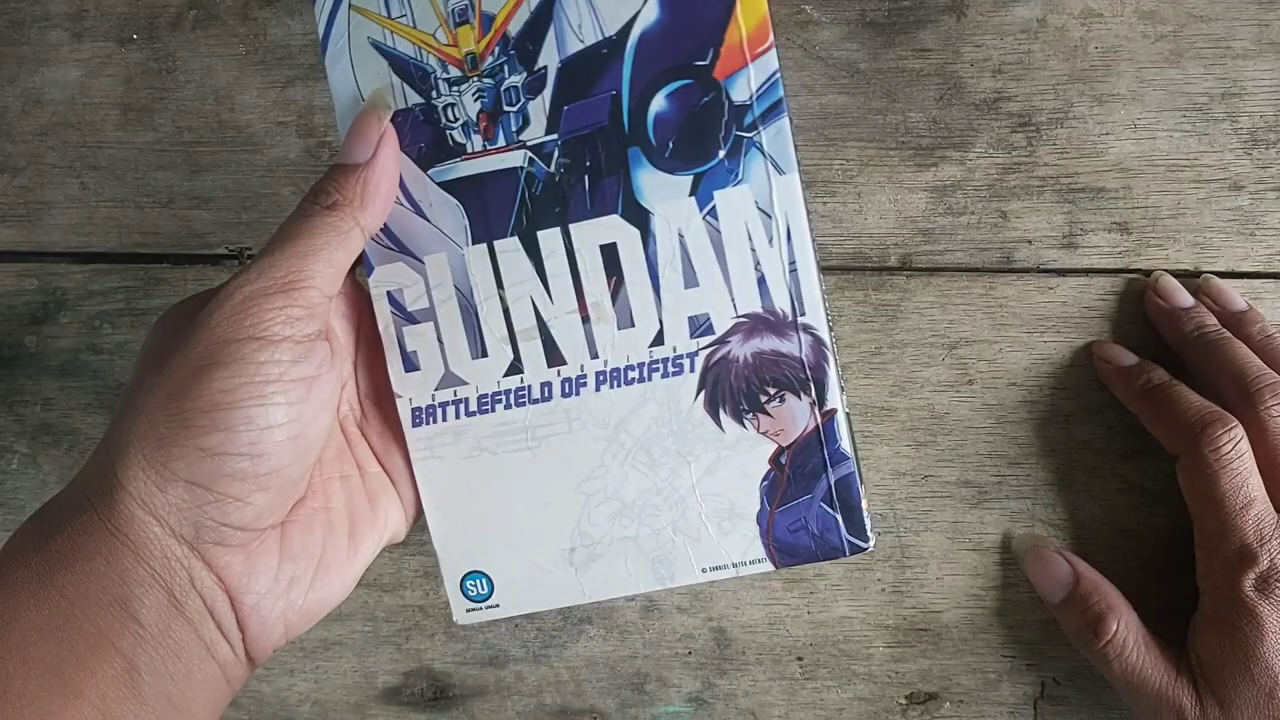 GUNDAM
TOKITA KOUICHI
BATTLEFIELD OF PACIFIST
SU
SEMUA UMUR
© SUNRISE/SOTSU AGENCY